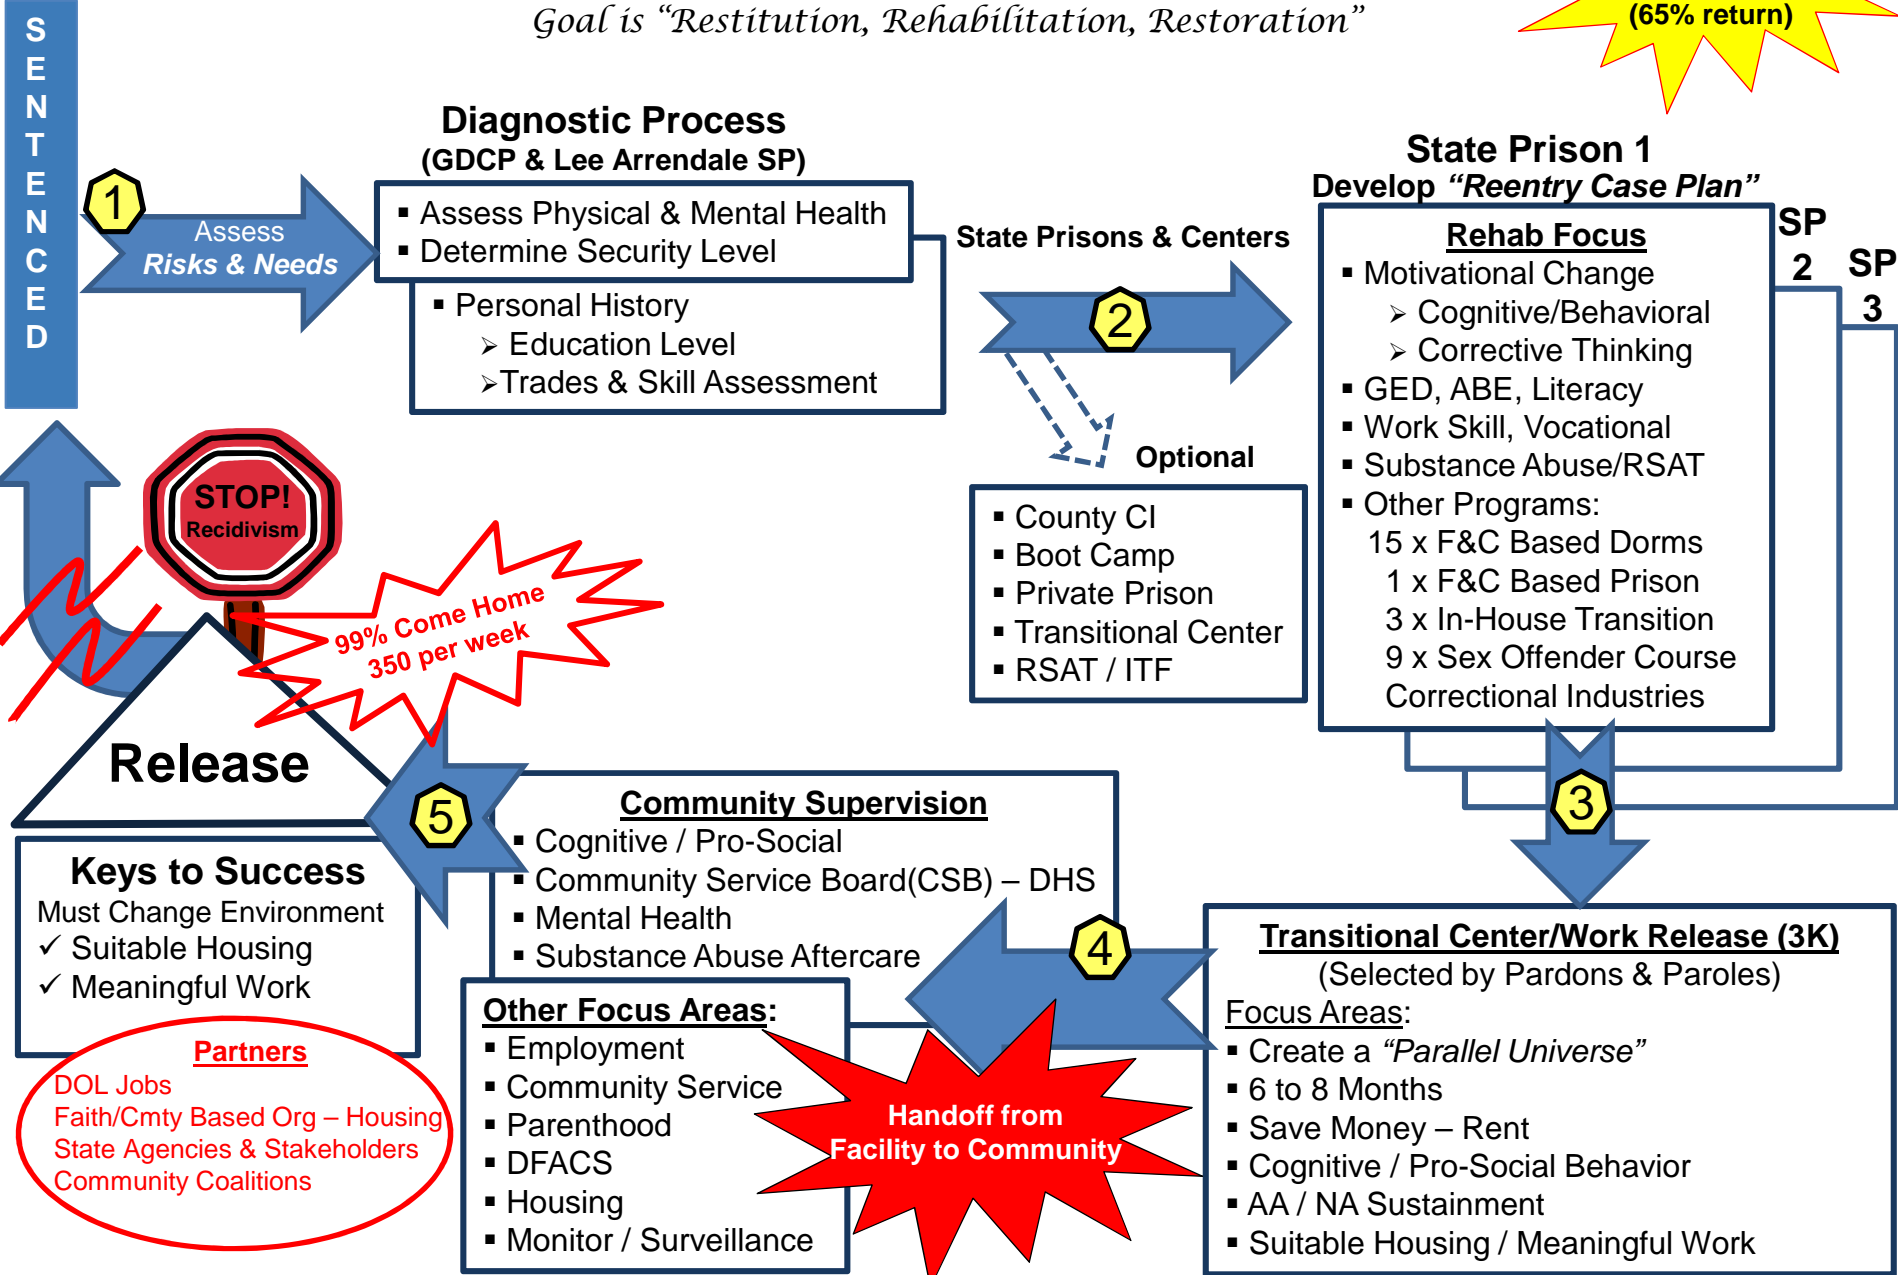 Goal is “Restitution, Rehabilitation, Restoration”
(65% return)
SENTENCED
1
Assess
Risks & Needs
Diagnostic Process
(GDCP & Lee Arrendale SP)
▪ Assess Physical & Mental Health
▪ Determine Security Level
▪ Personal History
➢ Education Level
➢Trades & Skill Assessment
State Prisons & Centers
2
Optional
▪ County CI
▪ Boot Camp
▪ Private Prison
▪ Transitional Center
▪ RSAT / ITF
State Prison 1
Develop “Reentry Case Plan”
Rehab Focus
▪ Motivational Change
➢ Cognitive/Behavioral
➢ Corrective Thinking
▪ GED, ABE, Literacy
▪ Work Skill, Vocational
▪ Substance Abuse/RSAT
▪ Other Programs:
15 x F&C Based Dorms
1 x F&C Based Prison
3 x In-House Transition
9 x Sex Offender Course
Correctional Industries
SP
2
SP
3
3
Transitional Center/Work Release (3K)
(Selected by Pardons & Paroles)
Focus Areas:
▪ Create a “Parallel Universe”
▪ 6 to 8 Months
▪ Save Money – Rent
▪ Cognitive / Pro-Social Behavior
▪ AA / NA Sustainment
▪ Suitable Housing / Meaningful Work
4
Handoff from
Facility to Community
Community Supervision
▪ Cognitive / Pro-Social
▪ Community Service Board(CSB) – DHS
▪ Mental Health
▪ Substance Abuse Aftercare
Other Focus Areas:
▪ Employment
▪ Community Service
▪ Parenthood
▪ DFACS
▪ Housing
▪ Monitor / Surveillance
5
STOP!
Recidivism
99% Come Home
350 per week
Release
Keys to Success
Must Change Environment
✓ Suitable Housing
✓ Meaningful Work
Partners
DOL Jobs
Faith/Cmty Based Org – Housing
State Agencies & Stakeholders
Community Coalitions